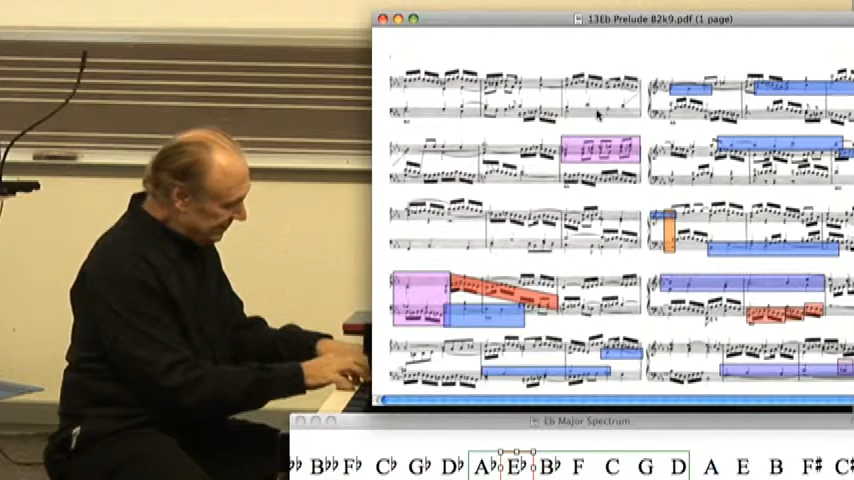 13Eb Prelude 82k9.pdf (1 page)
Eb Major Spectrum
B♭♭ F♭ C♭ G♭ D♭ A♭ E♭ B♭ F C G D A E B F# C#